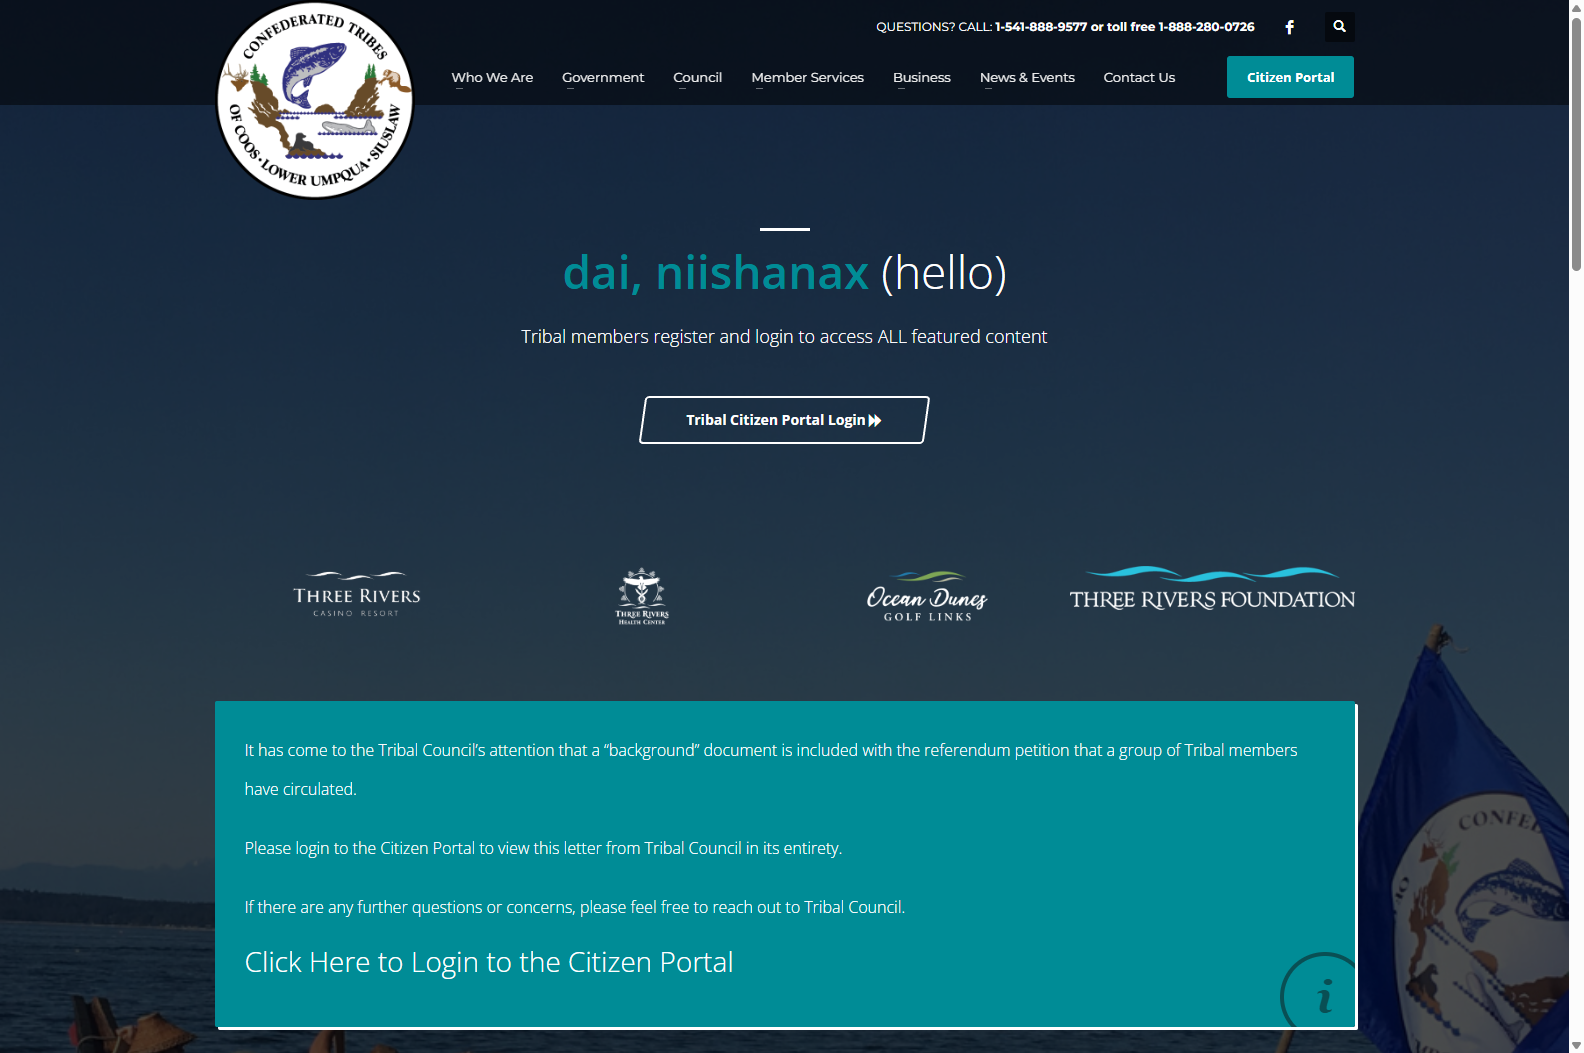 CONFEDERATED TRIBES
OF COOS • LOWER UMPQUA • SIUSLAW
QUESTIONS? CALL: 1-541-888-9577 or toll free 1-888-280-0726
Who We Are
Government
Council
Member Services
Business
News & Events
Contact Us
Citizen Portal
dai, niishanax (hello)
Tribal members register and login to access ALL featured content
Tribal Citizen Portal Login
THREE RIVERS
CASINO RESORT
THREE RIVERS
HEALTH CENTER
Ocean Dunes
GOLF LINKS
THREE RIVERS FOUNDATION
It has come to the Tribal Council’s attention that a “background” document is included with the referendum petition that a group of Tribal members
have circulated.
Please login to the Citizen Portal to view this letter from Tribal Council in its entirety.
If there are any further questions or concerns, please feel free to reach out to Tribal Council.
Click Here to Login to the Citizen Portal